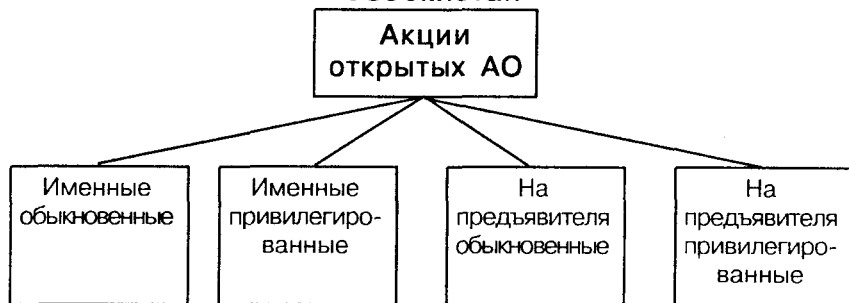 Акции
открытых АО
Именные
обыкновенные
Именные
привилегиро-
ванные
На
предъявителя
обыкновенные
На
предъявителя
привилегиро-
ванные